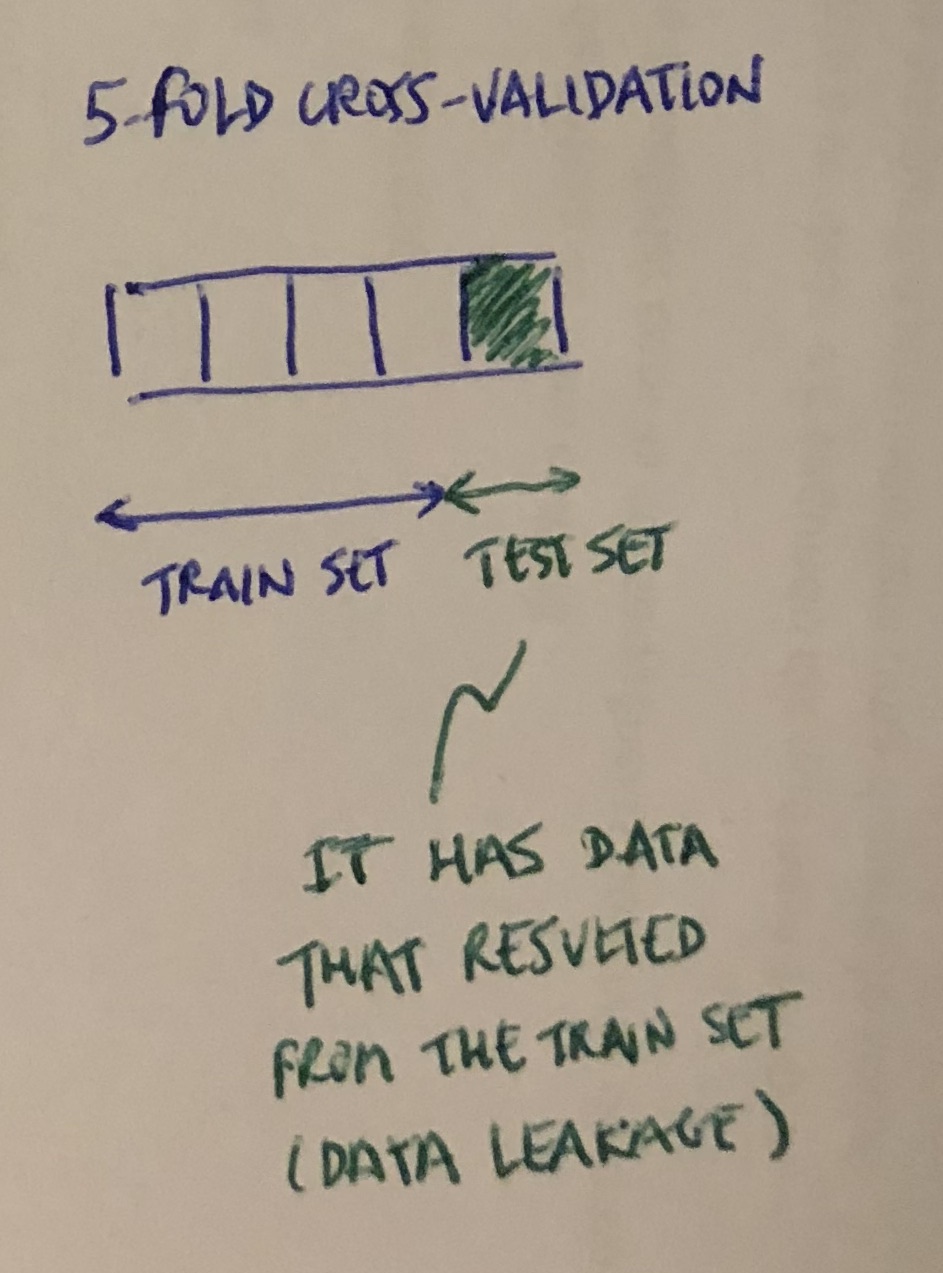 5-FOLD CROSS-VALIDATION
TRAIN SET TEST SET
IT HAS DATA
THAT RESULTED
FROM THE TRAIN SET
(DATA LEAKAGE)